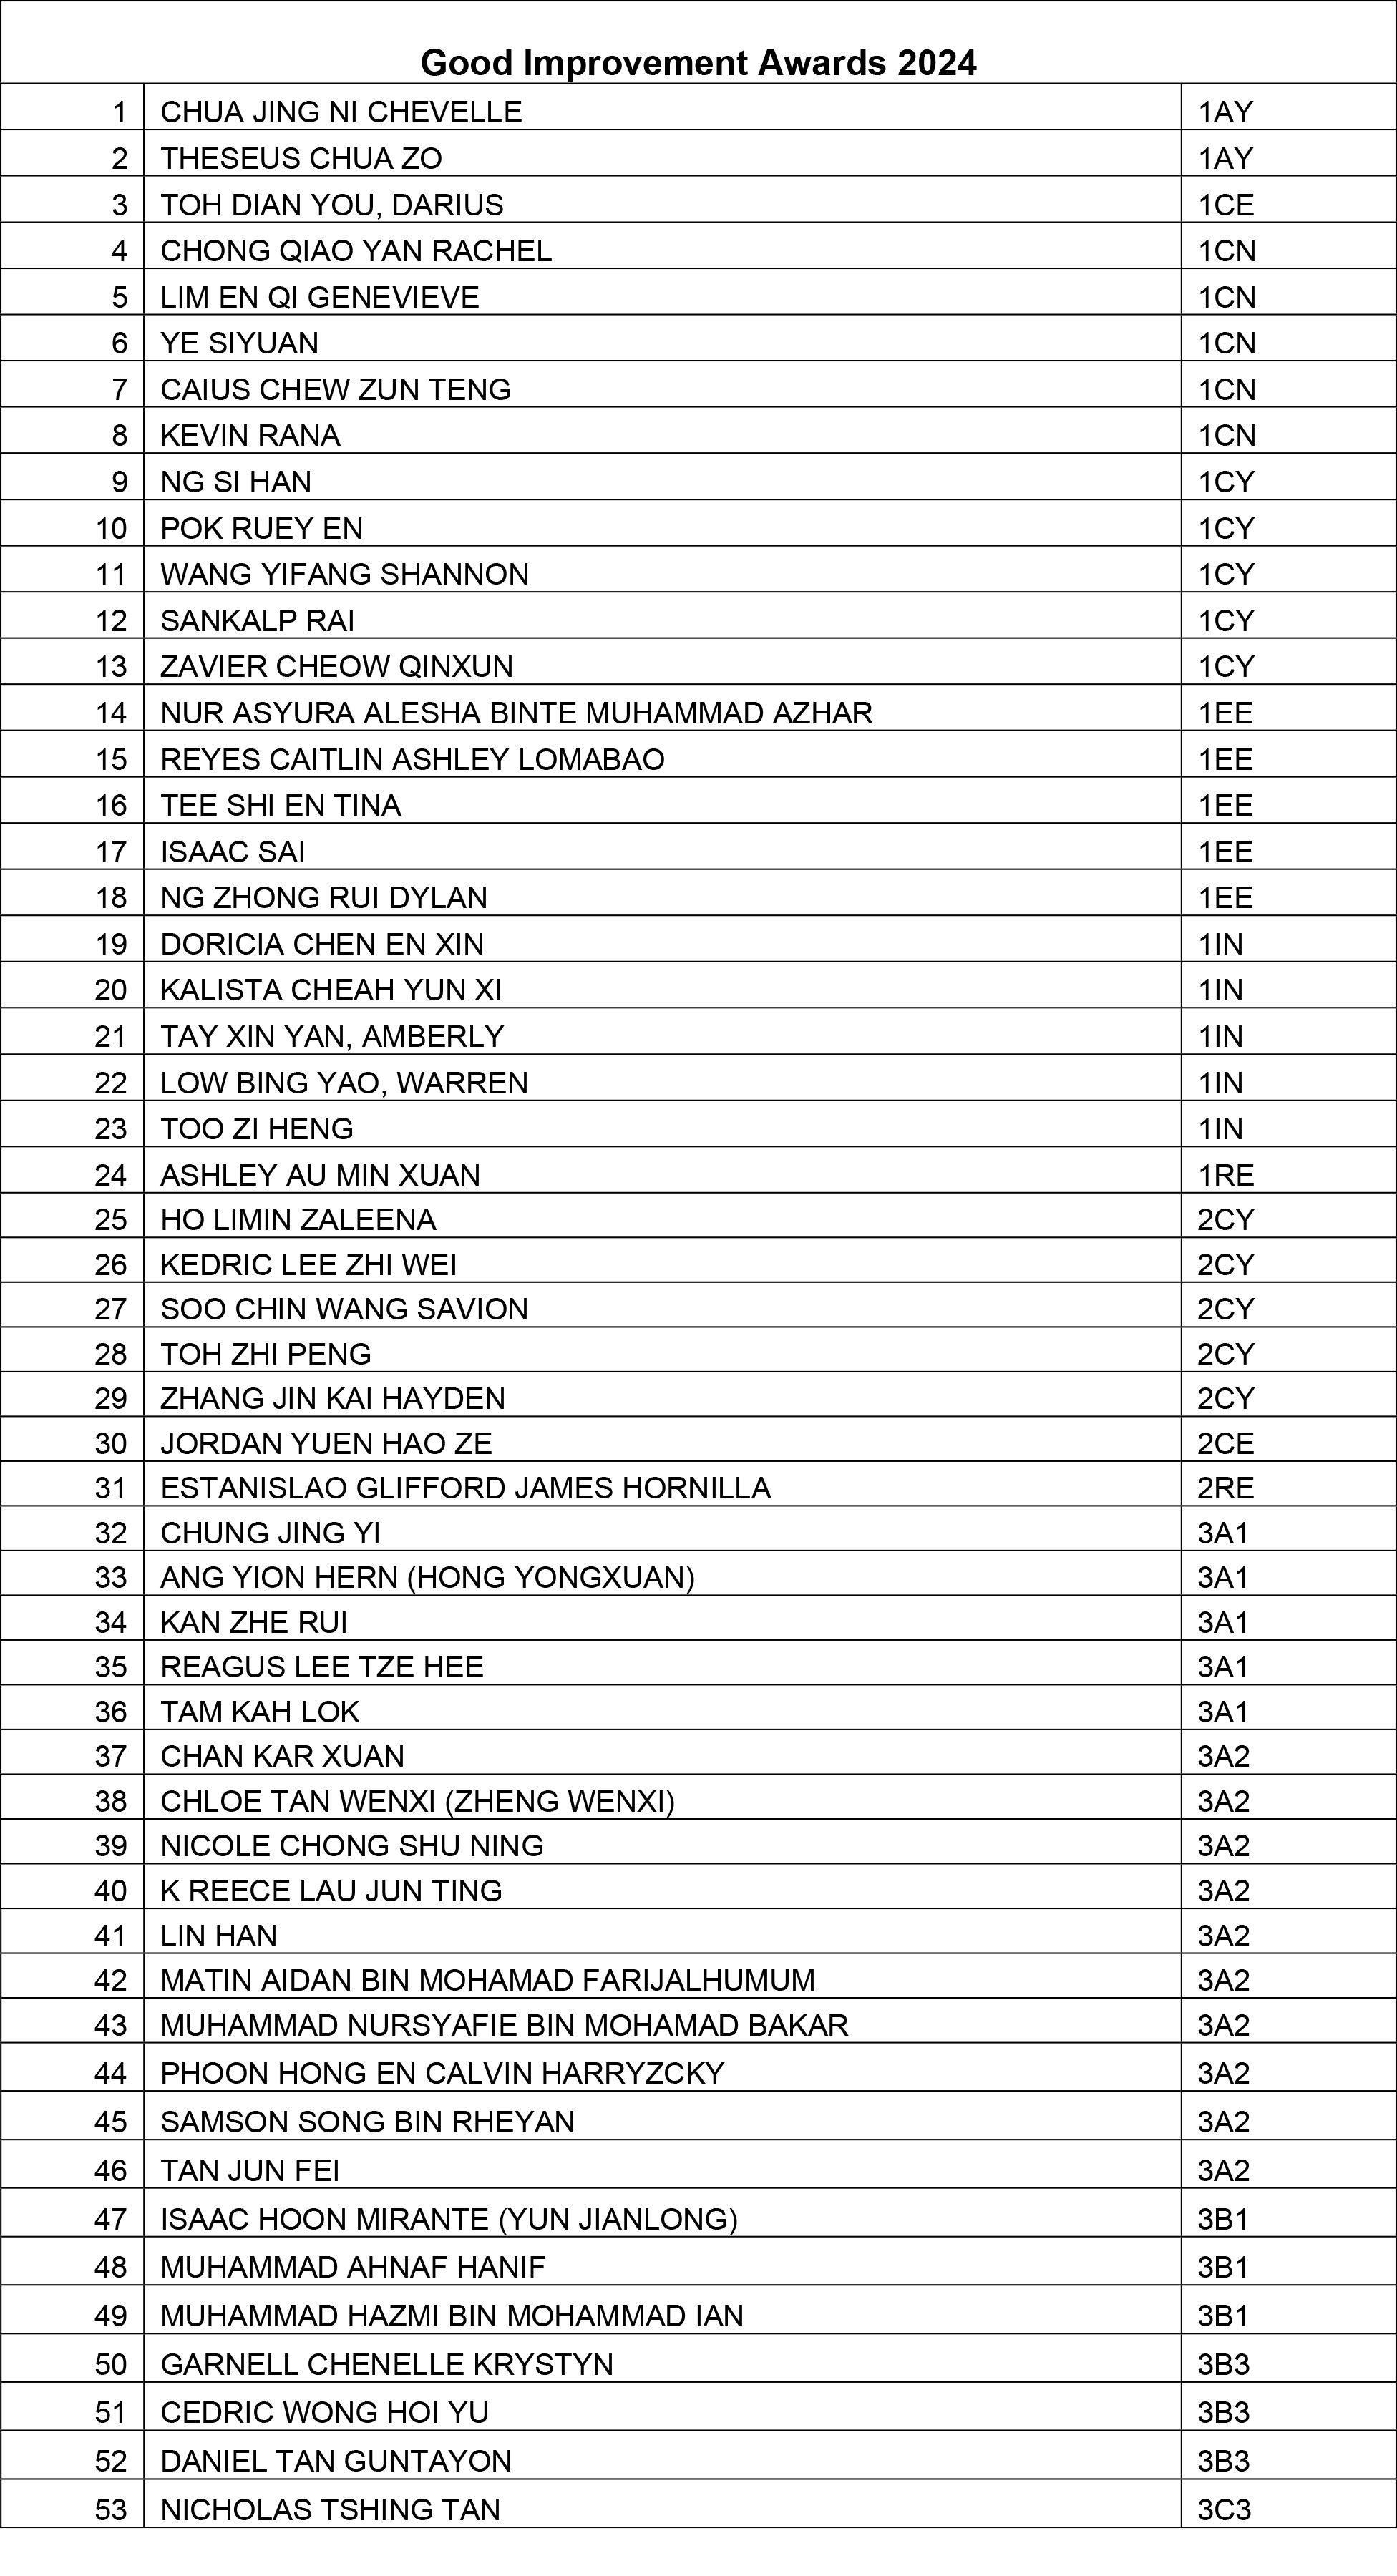 Good Improvement Awards 2024
1 CHUA JING NI CHEVELLE 1AY
2 THESEUS CHUA ZO 1AY
3 TOH DIAN YOU, DARIUS 1CE
4 CHONG QIAO YAN RACHEL 1CN
5 LIM EN QI GENEVIEVE 1CN
6 YE SIYUAN 1CN
7 CAIUS CHEW ZUN TENG 1CN
8 KEVIN RANA 1CN
9 NG SI HAN 1CY
10 POK RUEY EN 1CY
11 WANG YIFANG SHANNON 1CY
12 SANKALP RAI 1CY
13 ZAVIER CHEOW QINXUN 1CY
14 NUR ASYURA ALESHA BINTE MUHAMMAD AZHAR 1EE
15 REYES CAITLIN ASHLEY LOMABAO 1EE
16 TEE SHI EN TINA 1EE
17 ISAAC SAI 1EE
18 NG ZHONG RUI DYLAN 1EE
19 DORICIA CHEN EN XIN 1IN
20 KALISTA CHEAH YUN XI 1IN
21 TAY XIN YAN, AMBERLY 1IN
22 LOW BING YAO, WARREN 1IN
23 TOO ZI HENG 1IN
24 ASHLEY AU MIN XUAN 1RE
25 HO LIMIN ZALEENA 2CY
26 KEDRIC LEE ZHI WEI 2CY
27 SOO CHIN WANG SAVION 2CY
28 TOH ZHI PENG 2CY
29 ZHANG JIN KAI HAYDEN 2CY
30 JORDAN YUEN HAO ZE 2CE
31 ESTANISLAO GLIFFORD JAMES HORNILLA 2RE
32 CHUNG JING YI 3A1
33 ANG YION HERN (HONG YONGXUAN) 3A1
34 KAN ZHE RUI 3A1
35 REAGUS LEE TZE HEE 3A1
36 TAM KAH LOK 3A1
37 CHAN KAR XUAN 3A2
38 CHLOE TAN WENXI (ZHENG WENXI) 3A2
39 NICOLE CHONG SHU NING 3A2
40 K REECE LAU JUN TING 3A2
41 LIN HAN 3A2
42 MATIN AIDAN BIN MOHAMAD FARIJALHUMUM 3A2
43 MUHAMMAD NURSYAFIE BIN MOHAMAD BAKAR 3A2
44 PHOON HONG EN CALVIN HARRYZCKY 3A2
45 SAMSON SONG BIN RHEYAN 3A2
46 TAN JUN FEI 3A2
47 ISAAC HOON MIRANTE (YUN JIANLONG) 3B1
48 MUHAMMAD AHNAF HANIF 3B1
49 MUHAMMAD HAZMI BIN MOHAMMAD IAN 3B1
50 GARNELL CHENELLE KRYSTYN 3B3
51 CEDRIC WONG HOI YU 3B3
52 DANIEL TAN GUNTAYON 3B3
53 NICHOLAS TSHING TAN 3C3